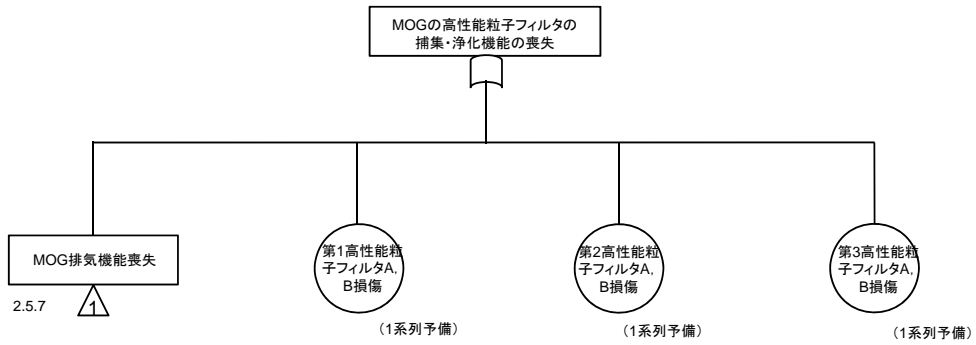 MOGの高性能粒子フィルタの
捕集・浄化機能の喪失
MOG排気機能喪失
2.5.7
1
第1高性能粒
子フィルタA,
B損傷
（1系列予備）
第2高性能粒
子フィルタA,
B損傷
（1系列予備）
第3高性能粒
子フィルタA,
B損傷
（1系列予備）